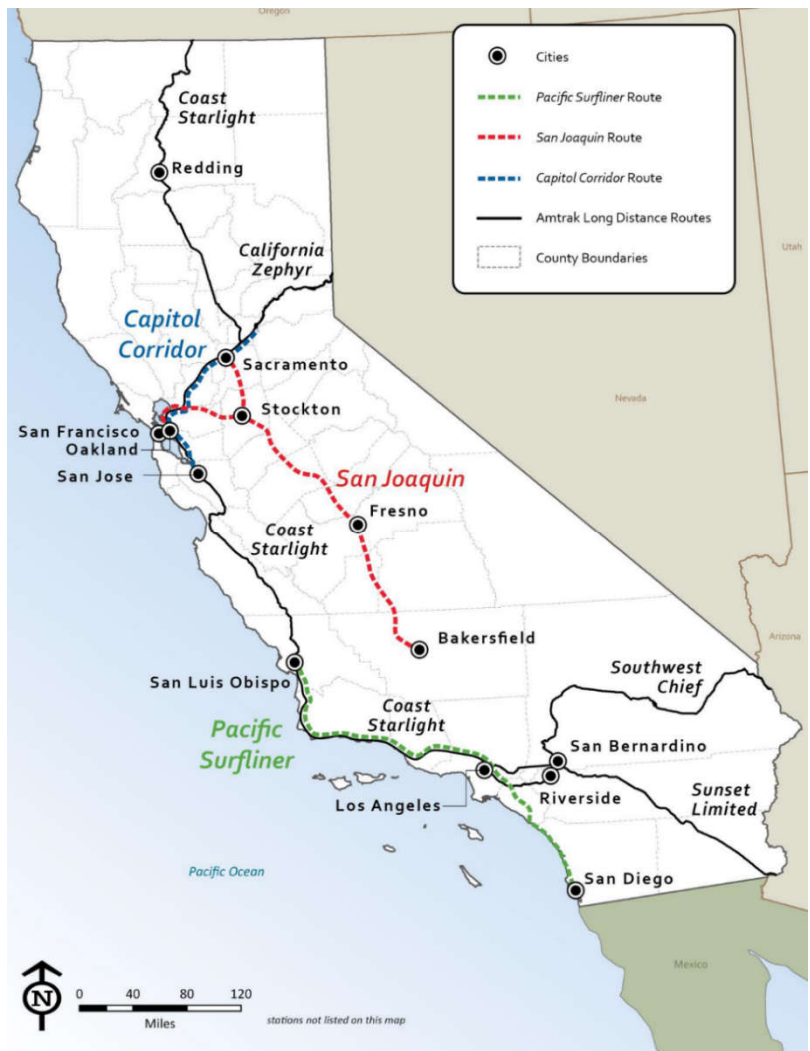 Oregon
Cities
Pacific Surfliner Route
San Joaquin Route
Capitol Corridor Route
Amtrak Long Distance Routes
County Boundaries
Coast
Starlight
Redding
California
Zephyr
Utah
Capitol
Corridor
Sacramento
Stockton
Nevada
San Francisco
Oakland
San Jose
San Joaquin
Fresno
Coast
Starlight
Bakersfield
Arizona
San Luis Obispo
Southwest
Chief
Coast
Starlight
Pacific
Surfliner
San Bernardino
Los Angeles
Riverside
Sunset
Limited
San Diego
Pacific Ocean
Mexico
N
0 40 80 120
Miles
stations not listed on this map